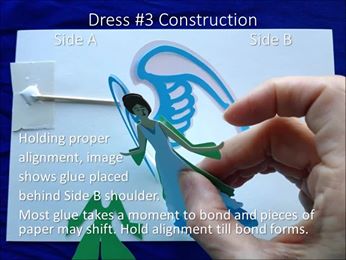 Dress #3 Construction
Side A Side B
Holding proper
alignment, image
shows glue placed
behind Side B shoulder.
Most glue takes a moment to bond and pieces of
paper may shift. Hold alignment till bond forms.